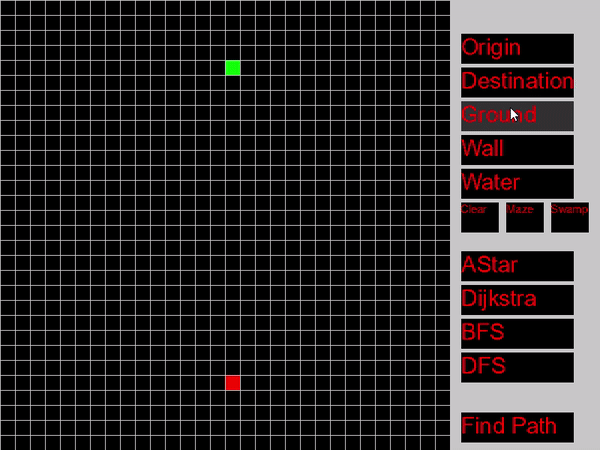 Origin
Destination
Ground
Wall
Water
Clear Maze Swamp
AStar
Dijkstra
BFS
DFS
Find Path